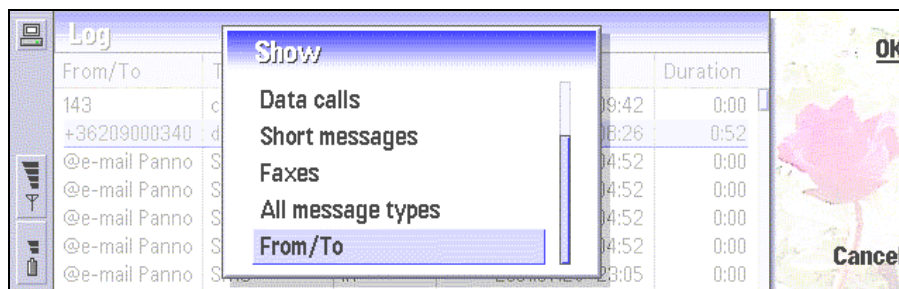 Log
Show
OK
From/To
Duration
Data calls
143
09:42
0:00
Short messages
+36209000340
08:26
0:52
Faxes
@e-mail Panno
04:52
0:00
@e-mail Panno
04:52
0:00
All message types
@e-mail Panno
04:52
0:00
From/To
@e-mail Panno
04:52
0:00
Cancel
@e-mail Panno
23:05
0:00